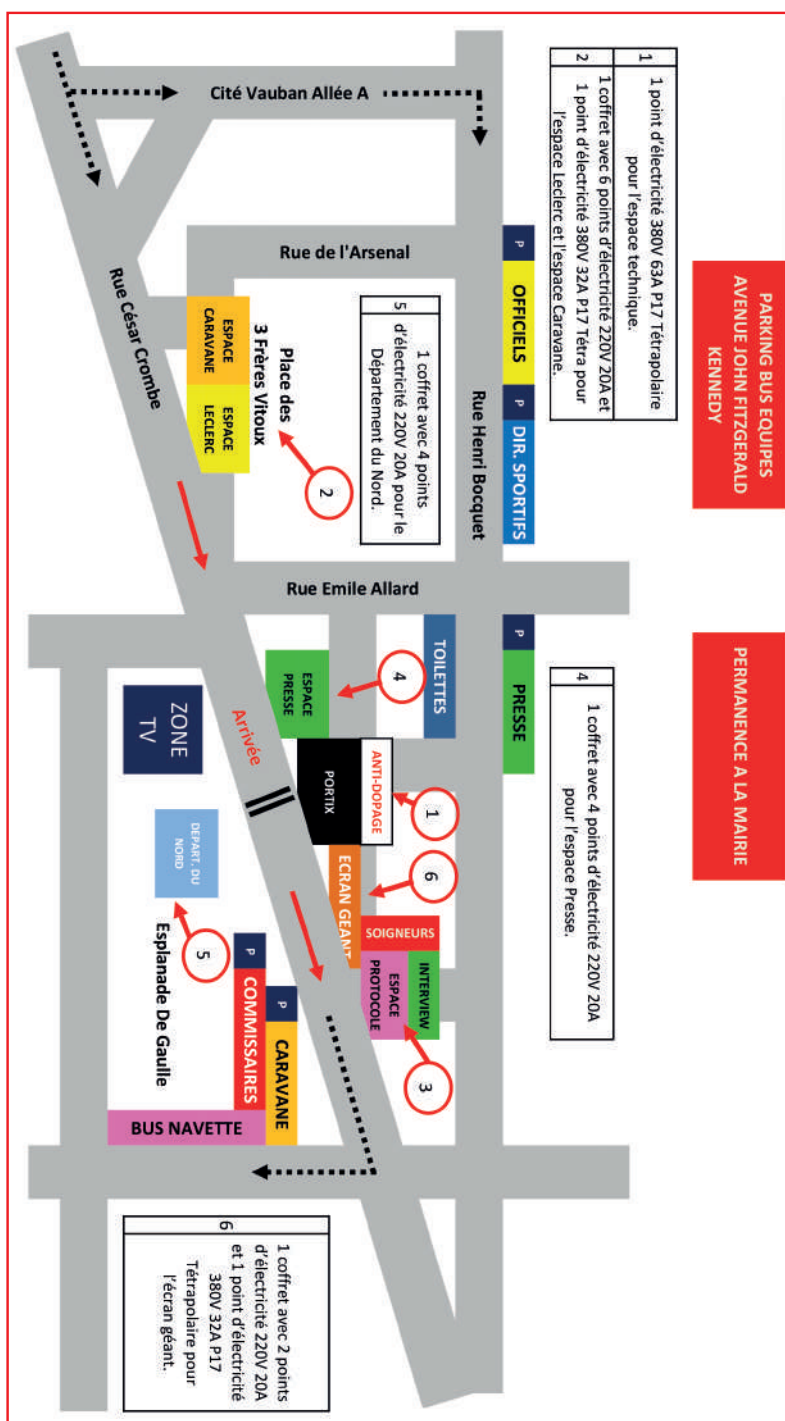 PARKING BUS EQUIPES
AVENUE JOHN FITZGERALD
KENNEDY
PERMANENCE A LA MAIRIE
1
1 point d'électricité 380V 63A P17 Tétrapolaire
pour l'espace technique.
2
1 coffret avec 6 points d'électricité 220V 20A et
1 point d'électricité 380V 32A P17 Tétra pour
l'espace Leclerc et l'espace Caravane.
4
1 coffret avec 4 points d'électricité 220V 20A
pour l'espace Presse.
P
OFFICIELS
P
DIR. SPORTIFS
P
PRESSE
Rue Henri Bocquet
Cité Vauban Allée A
Rue de l'Arsenal
5
1 coffret avec 4 points
d'électricité 220V 20A pour le
Département du Nord.
Rue Emile Allard
TOILETTES
Place des
3 Frères Vitoux
2
ESPACE
CARAVANE
ESPACE
LECLERC
4
ESPACE
PRESSE
1
ANTI-DOPAGE
PORTIX
6
ECRAN GEANT
SOIGNEURS
INTERVIEW
ESPACE
PROTOCOLE
3
Rue César Crombe
Arrivée
ZONE
TV
DEPART. DU
NORD
5
Esplanade De Gaulle
P
CARAVANE
P
COMMISSAIRES
BUS NAVETTE
6
1 coffret avec 2 points
d'électricité 220V 20A
et 1 point d'électricité
380V 32A P17
Tétrapolaire pour
l'écran géant.